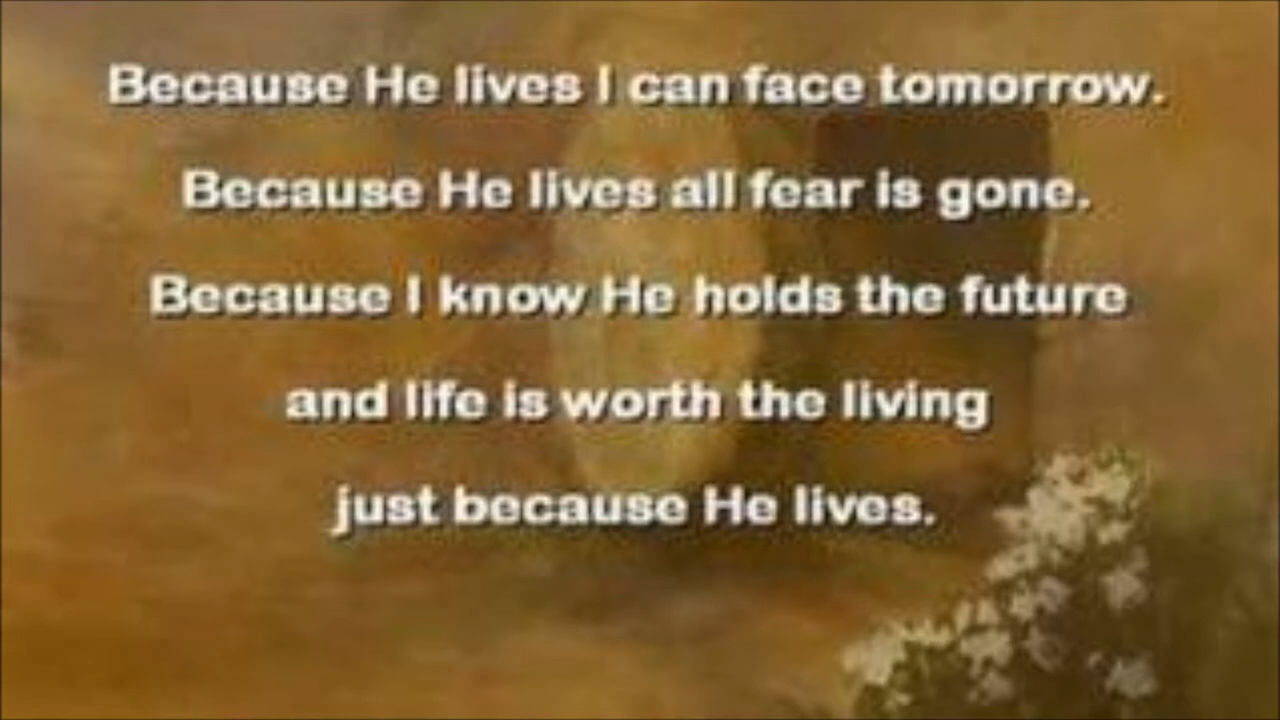 Because He lives I can face tomorrow.
Because He lives all fear is gone.
Because I know He holds the future
and life is worth the living
just because He lives.